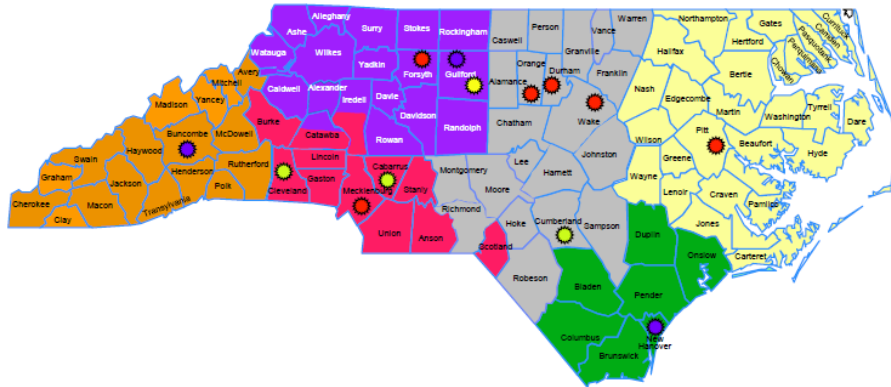 Alleghany
Ashe
Surry
Stokes
Rockingham
Caswell
Person
Granville
Vance
Warren
Northampton
Gates
Currituck
Camden
Pasquotank
Perquimans
Chowan
Hertford
Halifax
Watauga
Wilkes
Yadkin
Forsyth
Guilford
Alamance
Orange
Durham
Franklin
Bertie
Avery
Mitchell
Caldwell
Alexander
Iredell
Davie
Davidson
Randolph
Chatham
Wake
Nash
Edgecombe
Martin
Washington
Tyrrell
Dare
Madison
Yancey
Burke
Catawba
Rowan
Wilson
Pitt
Beaufort
Hyde
Buncombe
McDowell
Haywood
Swain
Rutherford
Lincoln
Cabarrus
Montgomery
Lee
Johnston
Greene
Wayne
Graham
Jackson
Henderson
Polk
Cleveland
Gaston
Mecklenburg
Stanly
Moore
Harnett
Lenoir
Craven
Pamlico
Cherokee
Clay
Macon
Transylvania
Union
Anson
Richmond
Scotland
Hoke
Cumberland
Sampson
Duplin
Jones
Onslow
Carteret
Robeson
Bladen
Pender
Columbus
Brunswick
New
Hanover